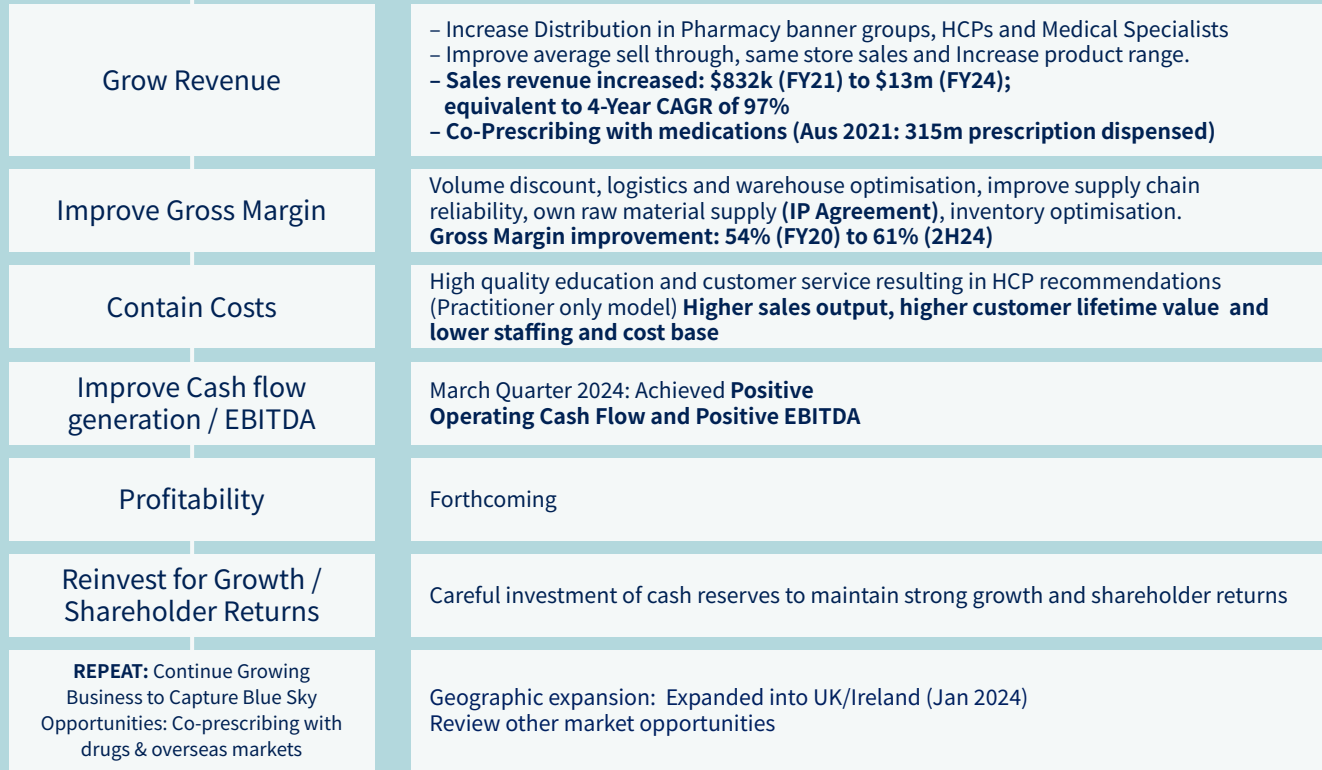 Grow Revenue
– Increase Distribution in Pharmacy banner groups, HCPs and Medical Specialists
– Improve average sell through, same store sales and Increase product range.
– Sales revenue increased: $832k (FY21) to $13m (FY24);
equivalent to 4-Year CAGR of 97%
– Co-Prescribing with medications (Aus 2021: 315m prescription dispensed)
Improve Gross Margin
Volume discount, logistics and warehouse optimisation, improve supply chain
reliability, own raw material supply (IP Agreement), inventory optimisation.
Gross Margin improvement: 54% (FY20) to 61% (2H24)
Contain Costs
High quality education and customer service resulting in HCP recommendations
(Practitioner only model) Higher sales output, higher customer lifetime value  and
lower staffing and cost base
Improve Cash flow
generation / EBITDA
March Quarter 2024: Achieved Positive
Operating Cash Flow and Positive EBITDA
Profitability
Forthcoming
Reinvest for Growth /
Shareholder Returns
Careful investment of cash reserves to maintain strong growth and shareholder returns
REPEAT: Continue Growing
Business to Capture Blue Sky
Opportunities: Co-prescribing with
drugs & overseas markets
Geographic expansion:  Expanded into UK/Ireland (Jan 2024)
Review other market opportunities